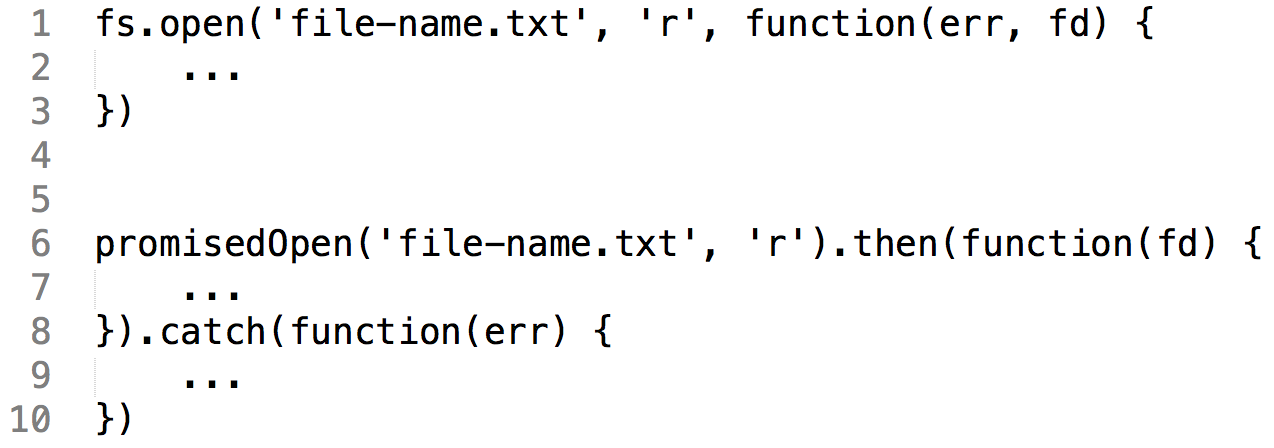 1 fs.open('file-name.txt', 'r', function(err, fd) {
2     ...
3 })
4
5
6 promisedOpen('file-name.txt', 'r').then(function(fd) {
7     ...
8 }).catch(function(err) {
9     ...
10 })